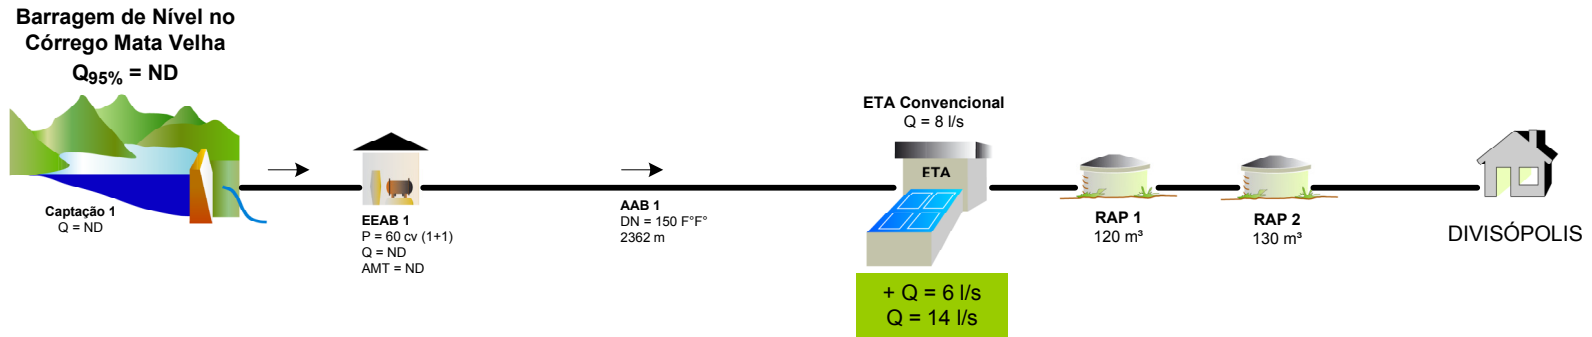 Barragem de Nível no
Córrego Mata Velha
Q95% = ND
Captação 1
Q = ND
EEAB 1
P = 60 cv (1+1)
Q = ND
AMT = ND
AAB 1
DN = 150 F°F°
2362 m
ETA Convencional
Q = 8 l/s
ETA
+ Q = 6 l/s
Q = 14 l/s
RAP 1
120 m³
RAP 2
130 m³
DIVISÓPOLIS